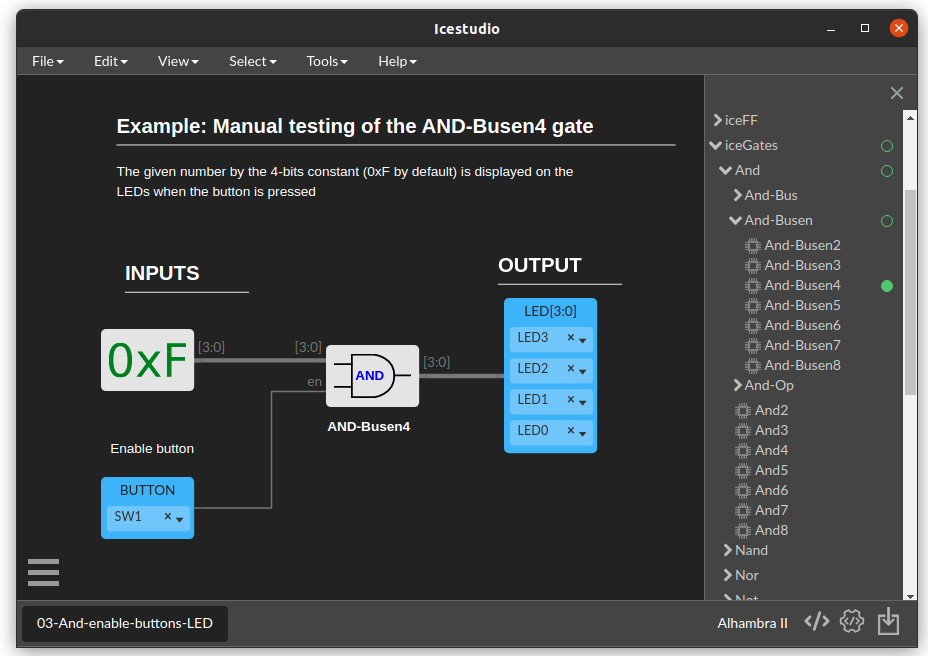 Icestudio
File Edit View Select Tools Help
Example: Manual testing of the AND-Busen4 gate
The given number by the 4-bits constant (0xF by default) is displayed on the
LEDs when the button is pressed
INPUTS
OUTPUT
0xF
[3:0]
[3:0]
en
AND
AND-Busen4
[3:0]
LED[3:0]
LED3
LED2
LED1
LED0
Enable button
BUTTON
SW1
iceFF
iceGates
And
And-Bus
And-Busen
And-Busen2
And-Busen3
And-Busen4
And-Busen5
And-Busen6
And-Busen7
And-Busen8
And-Op
And2
And3
And4
And5
And6
And7
And8
Nand
Nor
Not
03-And-enable-buttons-LED
Alhambra II